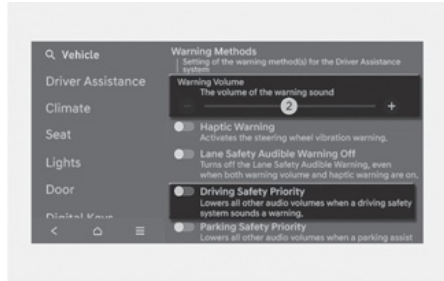 Vehicle
Driver Assistance
Climate
Seat
Lights
Door
Digital Keys
Warning Methods
Setting of the warning method(s) for the Driver Assistance
system
Warning Volume
The volume of the warning sound
2
Haptic Warning
Activates the steering wheel vibration warning.
Lane Safety Audible Warning Off
Turns off the Lane Safety Audible Warning, even
when both warning volume and haptic warning are on.
Driving Safety Priority
Lowers all other audio volumes when a driving safety
system sounds a warning.
Parking Safety Priority
Lowers all other audio volumes when a parking assist